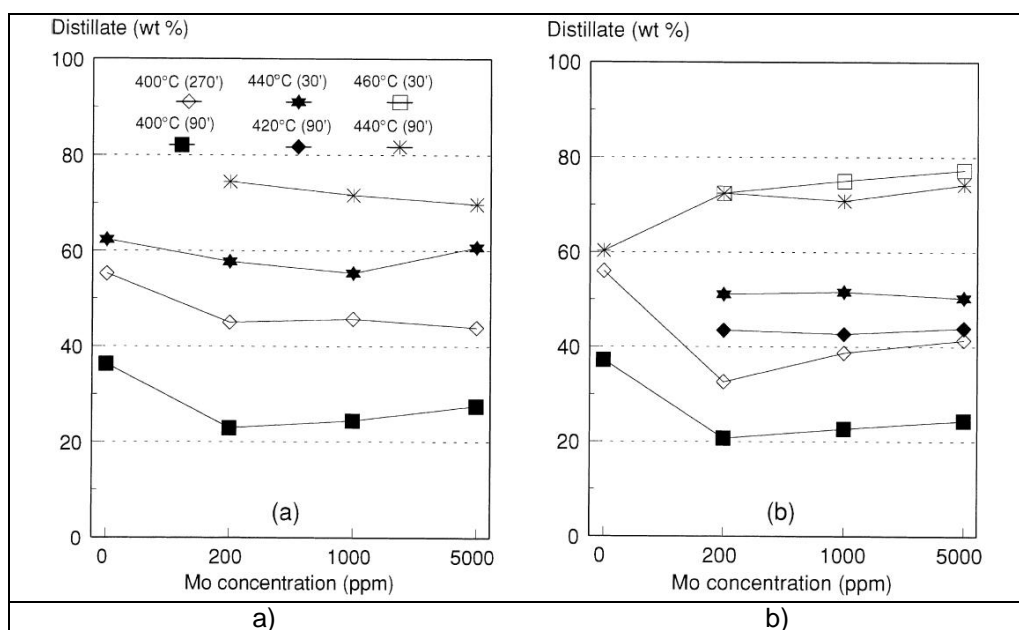 Distillate (wt %)
100
80
60
40
20
0
400°C (270') 440°C (30') 460°C (30')
400°C (90') 420°C (90') 440°C (90')
(a)
0 200 1000 5000
Mo concentration (ppm)
a)
Distillate (wt %)
100
80
60
40
20
0
(b)
0 200 1000 5000
Mo concentration (ppm)
b)